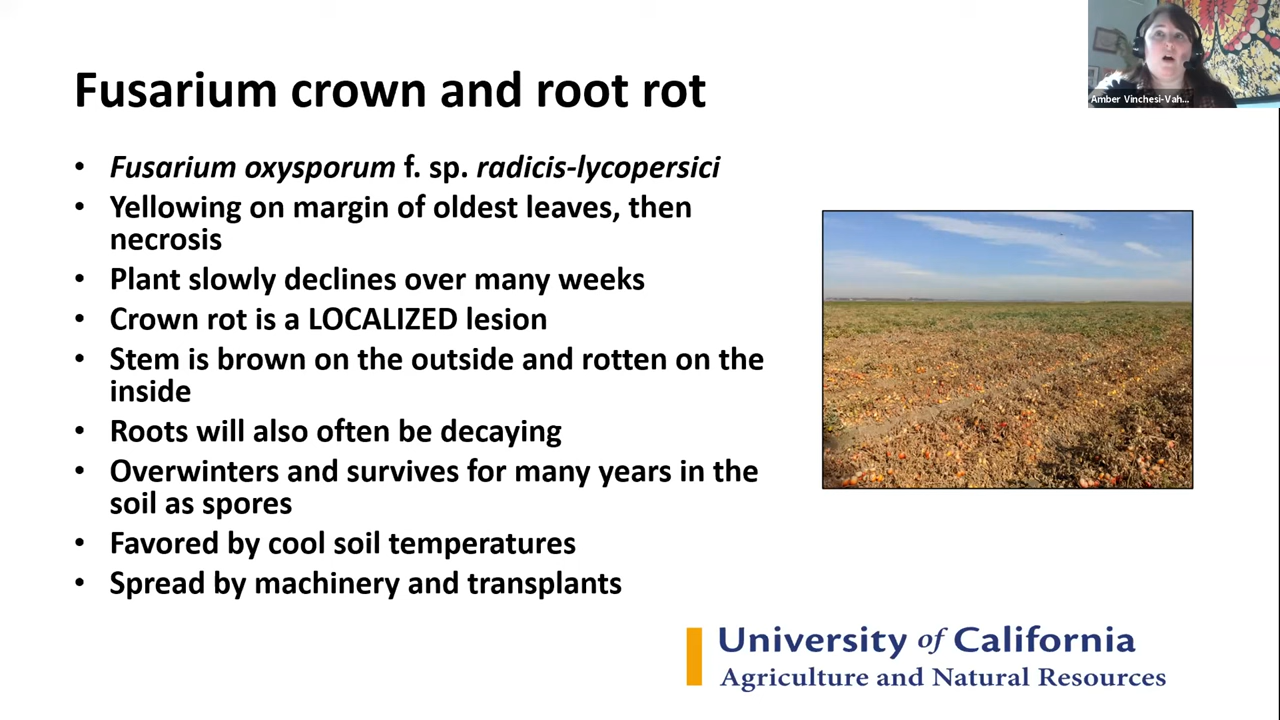 Amber Vinchesi-Vah...
Fusarium crown and root rot
• Fusarium oxysporum f. sp. radicis-lycopersici
• Yellowing on margin of oldest leaves, then
necrosis
• Plant slowly declines over many weeks
• Crown rot is a LOCALIZED lesion
• Stem is brown on the outside and rotten on the
inside
• Roots will also often be decaying
• Overwinters and survives for many years in the
soil as spores
• Favored by cool soil temperatures
• Spread by machinery and transplants
University of California
Agriculture and Natural Resources